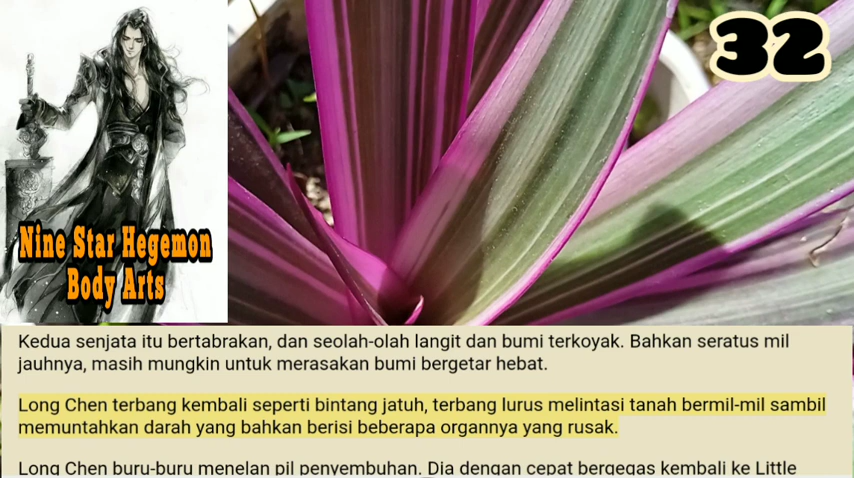 32
Nine Star Hegemon
Body Arts
Kedua senjata itu bertabrakan, dan seolah-olah langit dan bumi terkoyak. Bahkan seratus mil
jauhnya, masih mungkin untuk merasakan bumi bergetar hebat.
Long Chen terbang kembali seperti bintang jatuh, terbang lurus melintasi tanah bermil-mil sambil
memuntahkan darah yang bahkan berisi beberapa organnya yang rusak.
Long Chen buru-buru menelan pil penyembuhan. Dia dengan cepat bergegas kembali ke Little